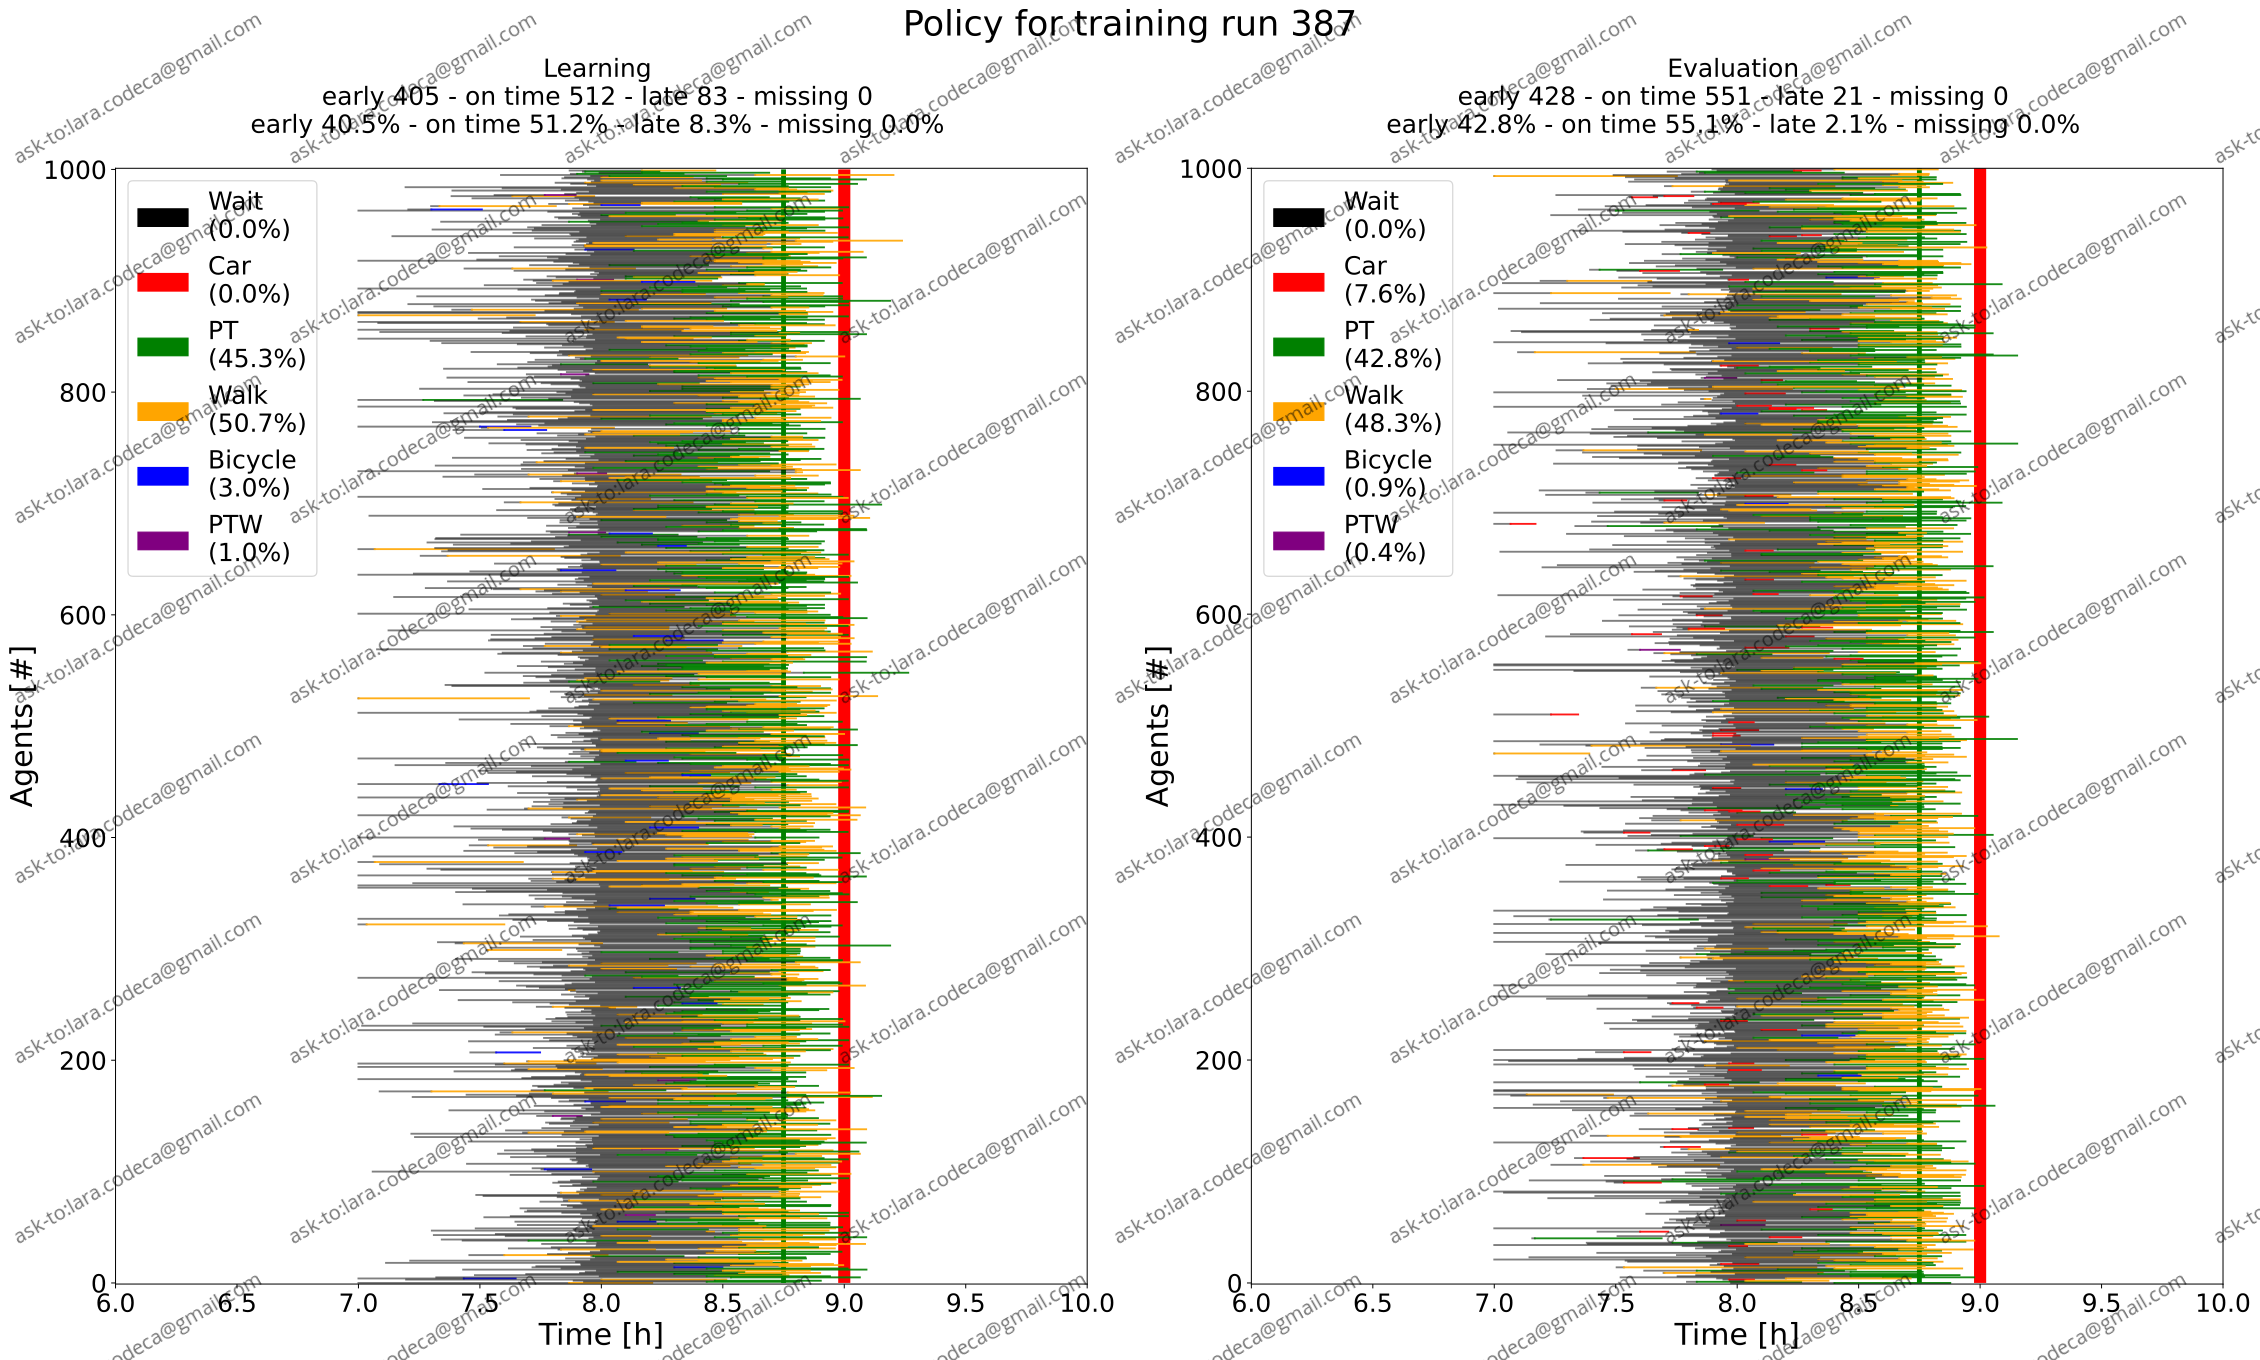 Policy for training run 387
Learning
early 405 - on time 512 - late 83 - missing 0
early 40.5% - on time 51.2% - late 8.3% - missing 0.0%
Evaluation
early 428 - on time 551 - late 21 - missing 0
early 42.8% - on time 55.1% - late 2.1% - missing 0.0%
Agents [#]
1000
800
600
400
200
0
Wait
(0.0%)
Car
(0.0%)
PT
(45.3%)
Walk
(50.7%)
Bicycle
(3.0%)
PTW
(1.0%)
6.0 6.5 7.0 7.5 8.0 8.5 9.0 9.5 10.0
Time [h]
Agents [#]
1000
800
600
400
200
0
Wait
(0.0%)
Car
(7.6%)
PT
(42.8%)
Walk
(48.3%)
Bicycle
(0.9%)
PTW
(0.4%)
6.0 6.5 7.0 7.5 8.0 8.5 9.0 9.5 10.0
Time [h]
ask-to:lara.codeca@gmail.com